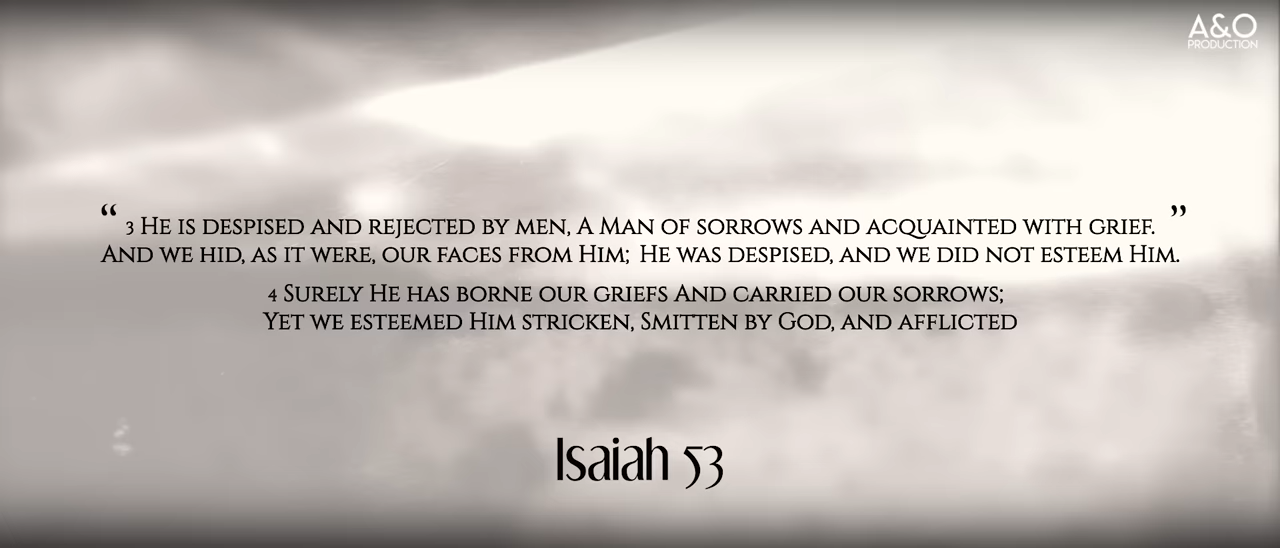 A&O
PRODUCTION
“ 3 He is despised and rejected by men, A Man of sorrows and acquainted with grief. ”
And we hid, as it were, our faces from Him; He was despised, and we did not esteem Him.
4 Surely He has borne our griefs And carried our sorrows;
Yet we esteemed Him stricken, Smitten by God, and afflicted
Isaiah 53